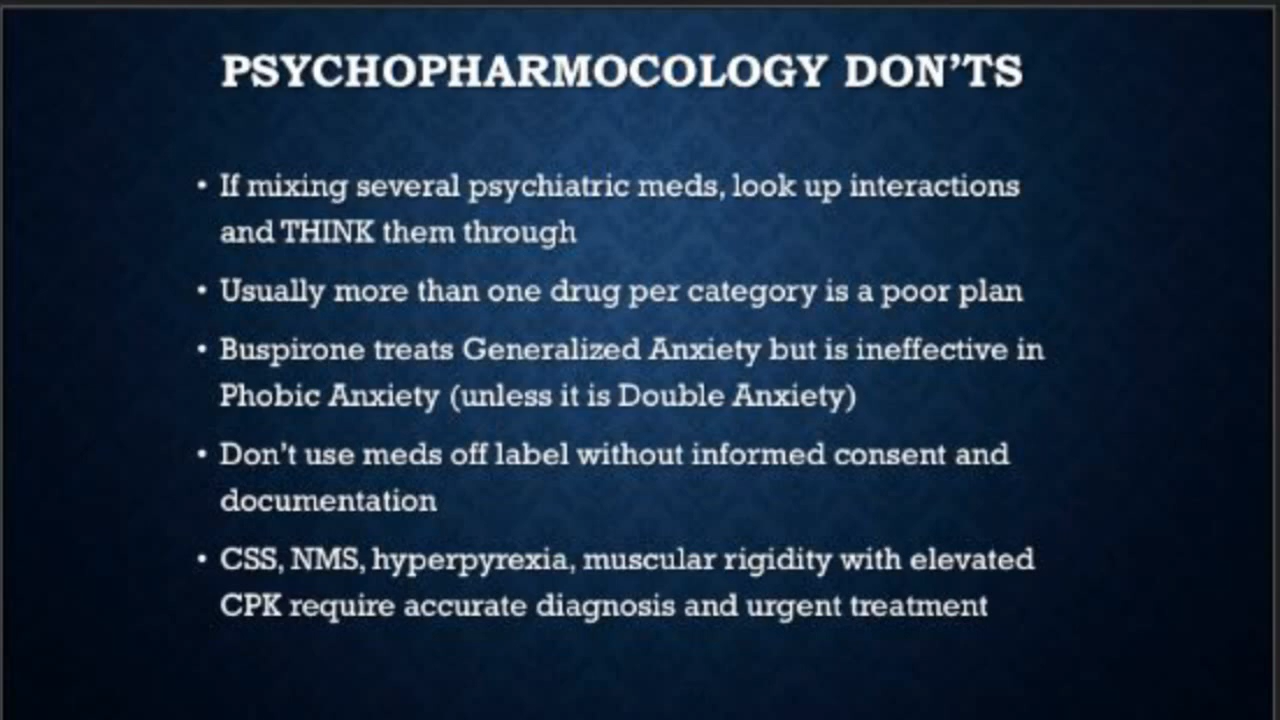 PSYCHOPHARMOCOLOGY DON'TS
• If mixing several psychiatric meds, look up interactions
and THINK them through
• Usually more than one drug per category is a poor plan
• Buspirone treats Generalized Anxiety but is ineffective in
Phobic Anxiety (unless it is Double Anxiety)
• Don't use meds off label without informed consent and
documentation
• CSS, NMS, hyperpyrexia, muscular rigidity with elevated
CPK require accurate diagnosis and urgent treatment